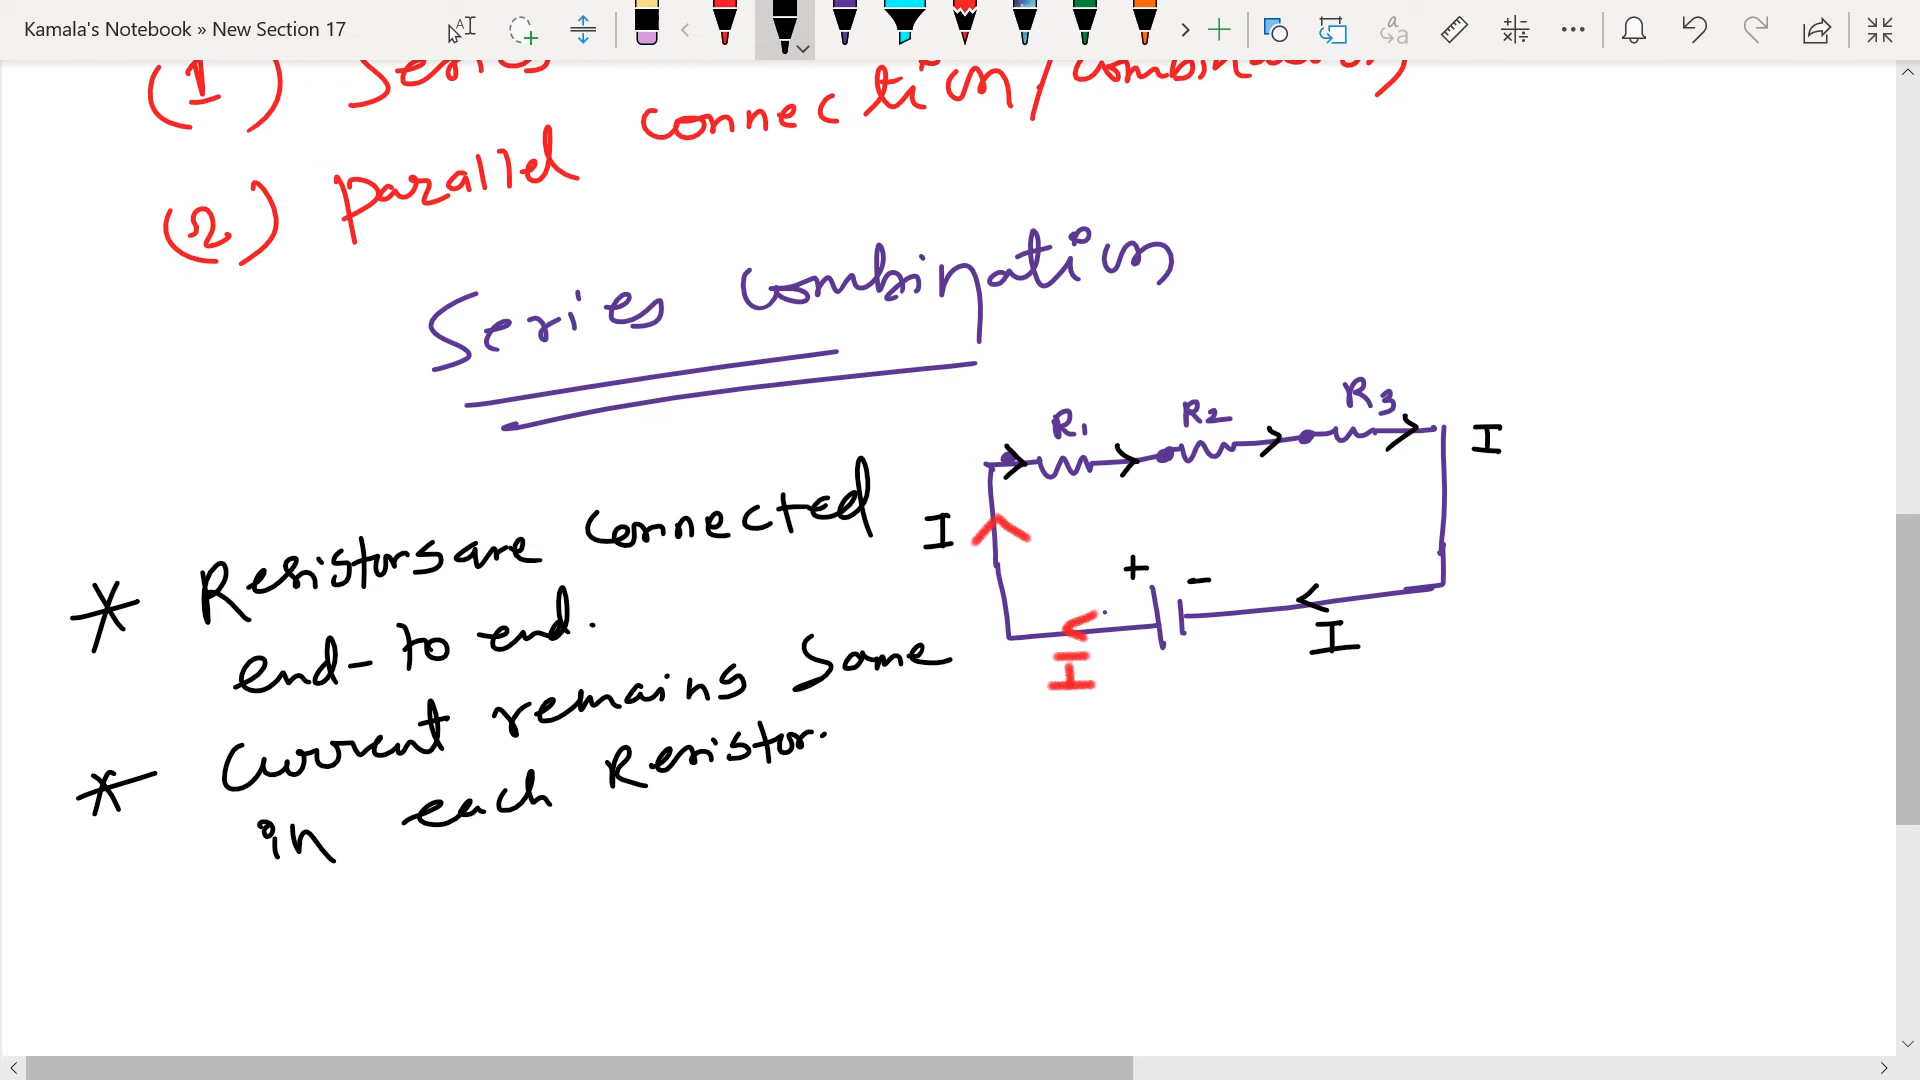 Kamala's Notebook » New Section 17
(1) Series
connection/combination
(2) parallel
Series combination
R1 R2 R3
I
* Resistors are connected
I
end-to end.
+ -
I
I
* Current remains same
in each Resistor.